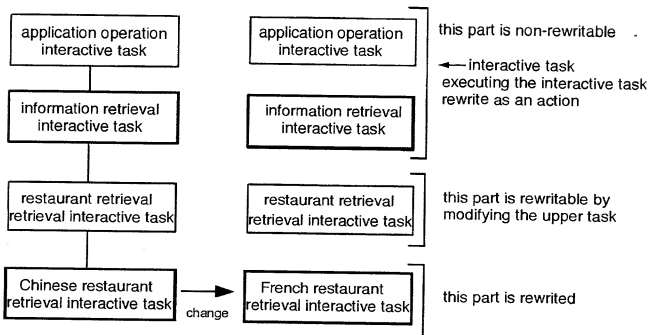 application operation
interactive task
information retrieval
interactive task
restaurant retrieval
retrieval interactive task
Chinese restaurant
retrieval interactive task
change
application operation
interactive task
information retrieval
interactive task
restaurant retrieval
retrieval interactive task
French restaurant
retrieval interactive task
this part is non-rewritable
interactive task
executing the interactive task
rewrite as an action
this part is rewritable by
modifying the upper task
this part is rewrited